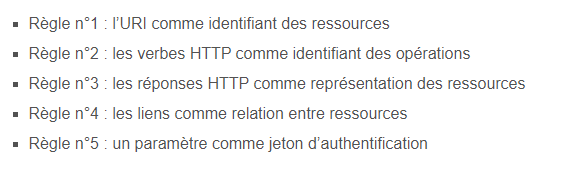 Règle n°1 : l’URI comme identifiant des ressources
Règle n°2 : les verbes HTTP comme identifiant des opérations
Règle n°3 : les réponses HTTP comme représentation des ressources
Règle n°4 : les liens comme relation entre ressources
Règle n°5 : un paramètre comme jeton d’authentification